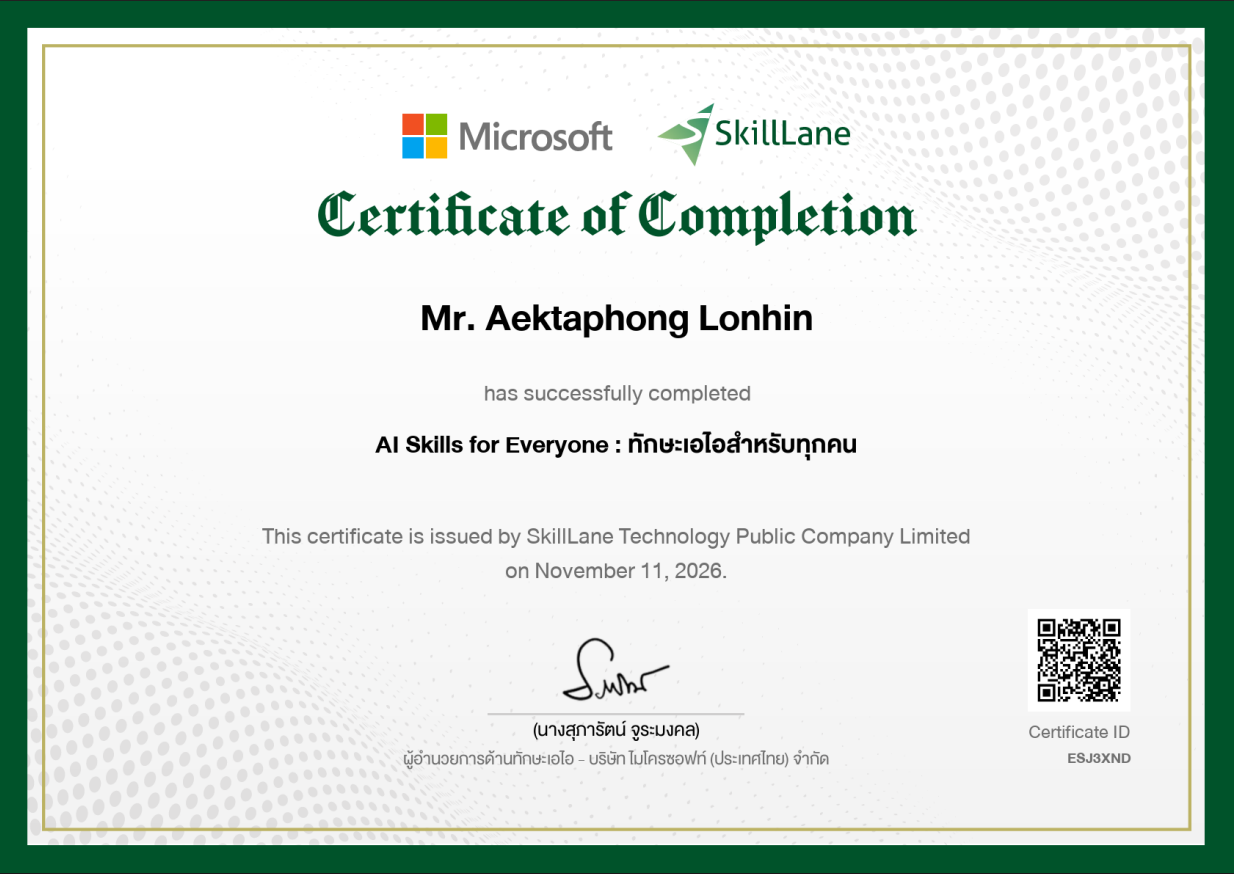 Microsoft
SkillLane
Certificate of Completion
Mr. Aektaphong Lonhin
has successfully completed
AI Skills for Everyone : ทักษะเอไอสำหรับทุกคน
This certificate is issued by SkillLane Technology Public Company Limited
on November 11, 2026.
(นางสุภารัตน์ จูระมงคล)
ผู้อำนวยการด้านทักษะเอไอ - บริษัท ไมโครซอฟท์ (ประเทศไทย) จำกัด
Certificate ID
ESJ3XND